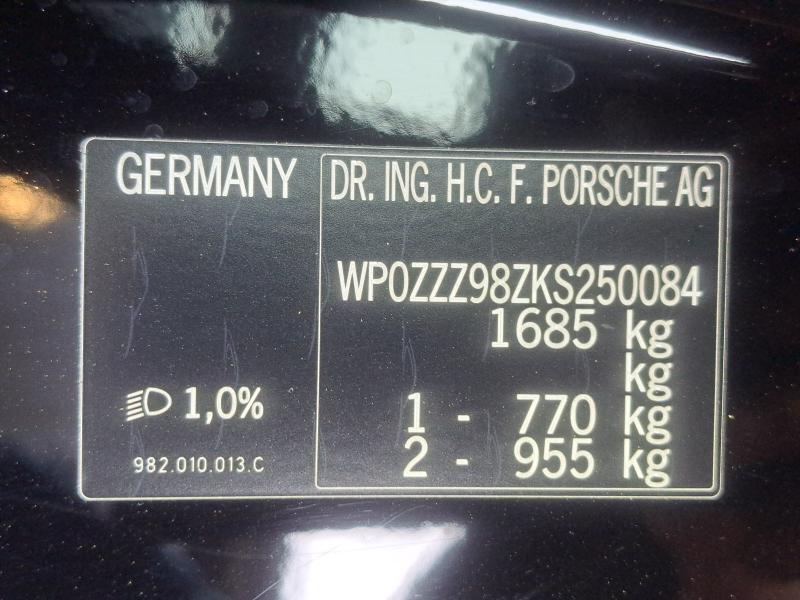 GERMANY
DR. ING. H.C. F. PORSCHE AG
WP0ZZZ98ZKS250084
1685 kg
kg
1 - 770 kg
2 - 955 kg
1,0%
982.010.013.C